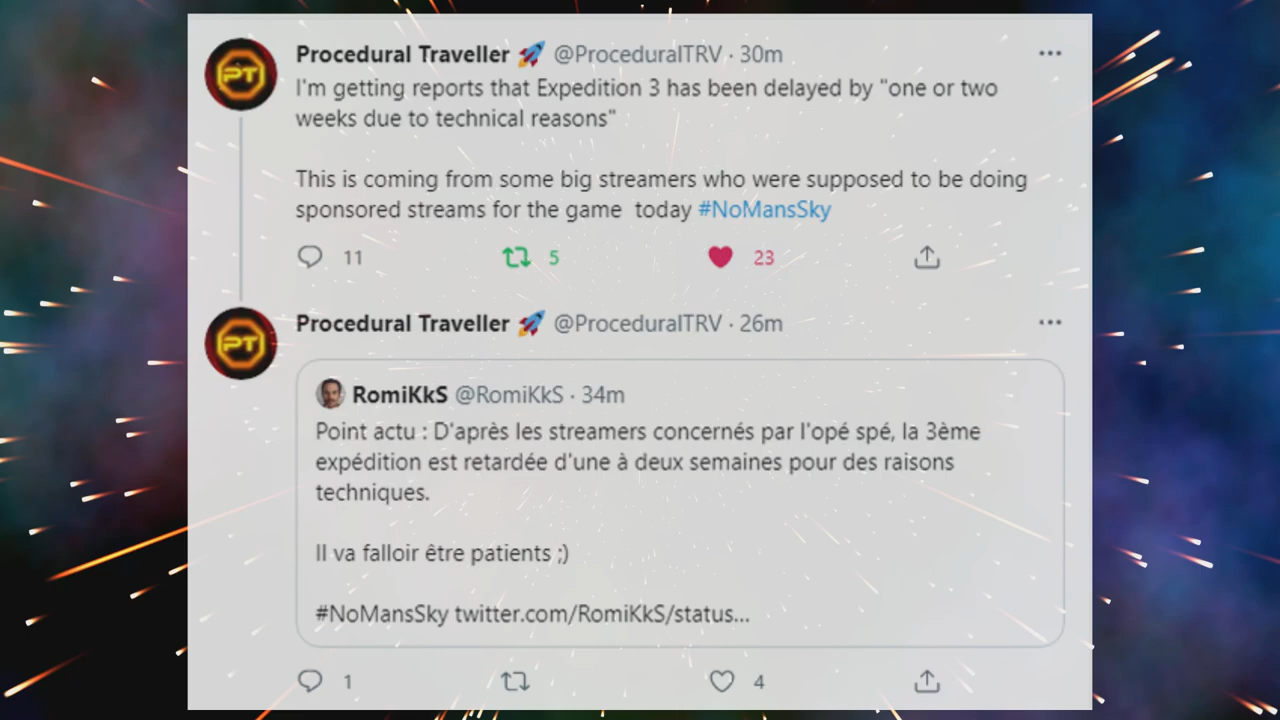 PT
Procedural Traveller 🚀 @ProceduralTRV · 30m
I'm getting reports that Expedition 3 has been delayed by "one or two
weeks due to technical reasons"
This is coming from some big streamers who were supposed to be doing
sponsored streams for the game today #NoMansSky
11 5 23
PT
Procedural Traveller 🚀 @ProceduralTRV · 26m
RomiKkS @RomiKkS · 34m
Point actu : D'après les streamers concernés par l'opé spé, la 3ème
expédition est retardée d'une à deux semaines pour des raisons
techniques.
Il va falloir être patients ;)
#NoMansSky twitter.com/RomiKkS/status...
1 4